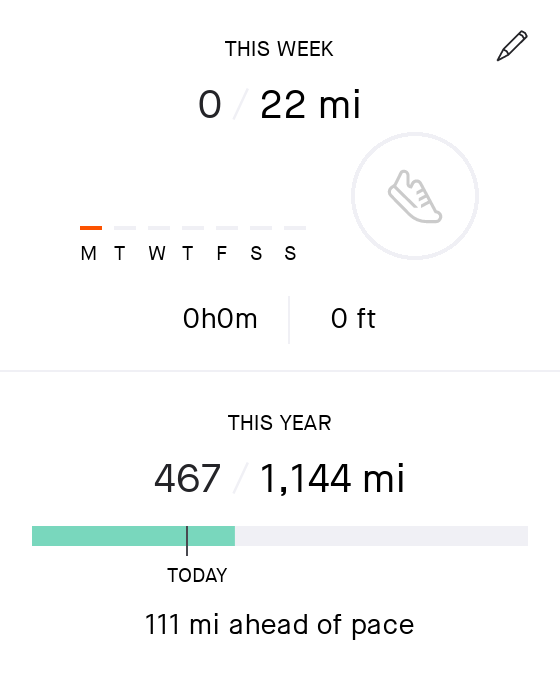 THIS WEEK
0 / 22 mi
M T W T F S S
0h0m 0 ft
THIS YEAR
467 / 1,144 mi
TODAY
111 mi ahead of pace